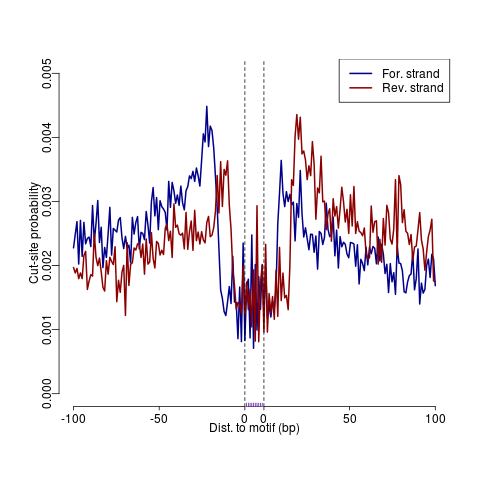 For. strand
Rev. strand
Cut-site probability
0.005
0.004
0.003
0.002
0.001
0.000
-100 -50 0 0 50 100
Dist. to motif (bp)